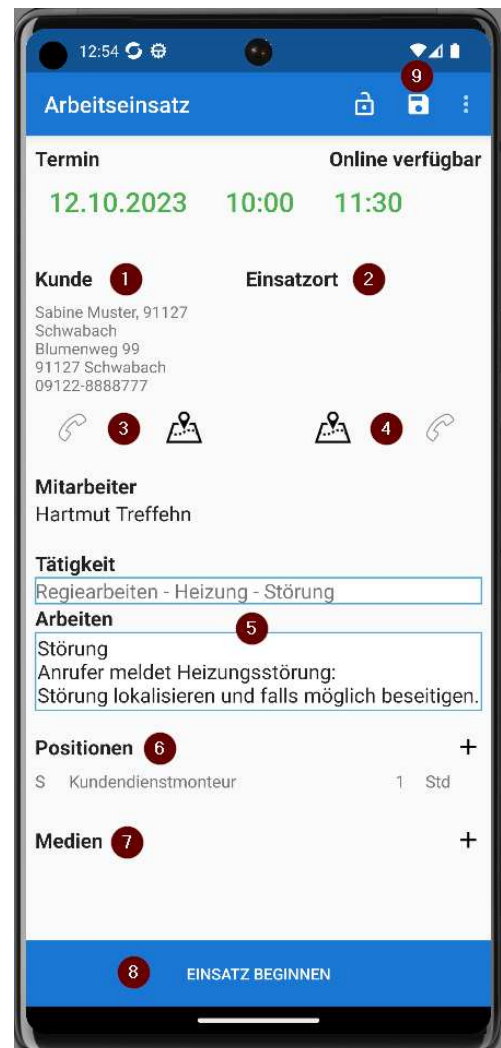 12:54
9
Arbeitseinsatz
Termin Online verfügbar
12.10.2023 10:00 11:30
Kunde 1 Einsatzort 2
Sabine Muster, 91127
Schwabach
Blumenweg 99
91127 Schwabach
09122-8888777
3 4
Mitarbeiter
Hartmut Treffehn
Tätigkeit
Regiearbeiten - Heizung - Störung
Arbeiten
5
Störung
Anrufer meldet Heizungsstörung:
Störung lokalisieren und falls möglich beseitigen.
Positionen 6 +
S Kundendienstmonteur 1 Std
Medien 7 +
8 EINSATZ BEGINNEN